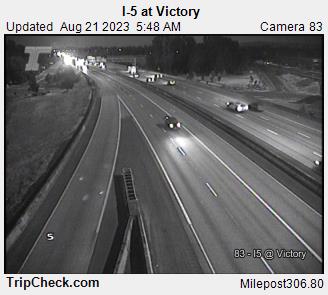 I-5 at Victory
Updated Aug 21 2023 5:48 AM Camera 83
83 - I5 @ Victory
TripCheck.com Milepost306.80